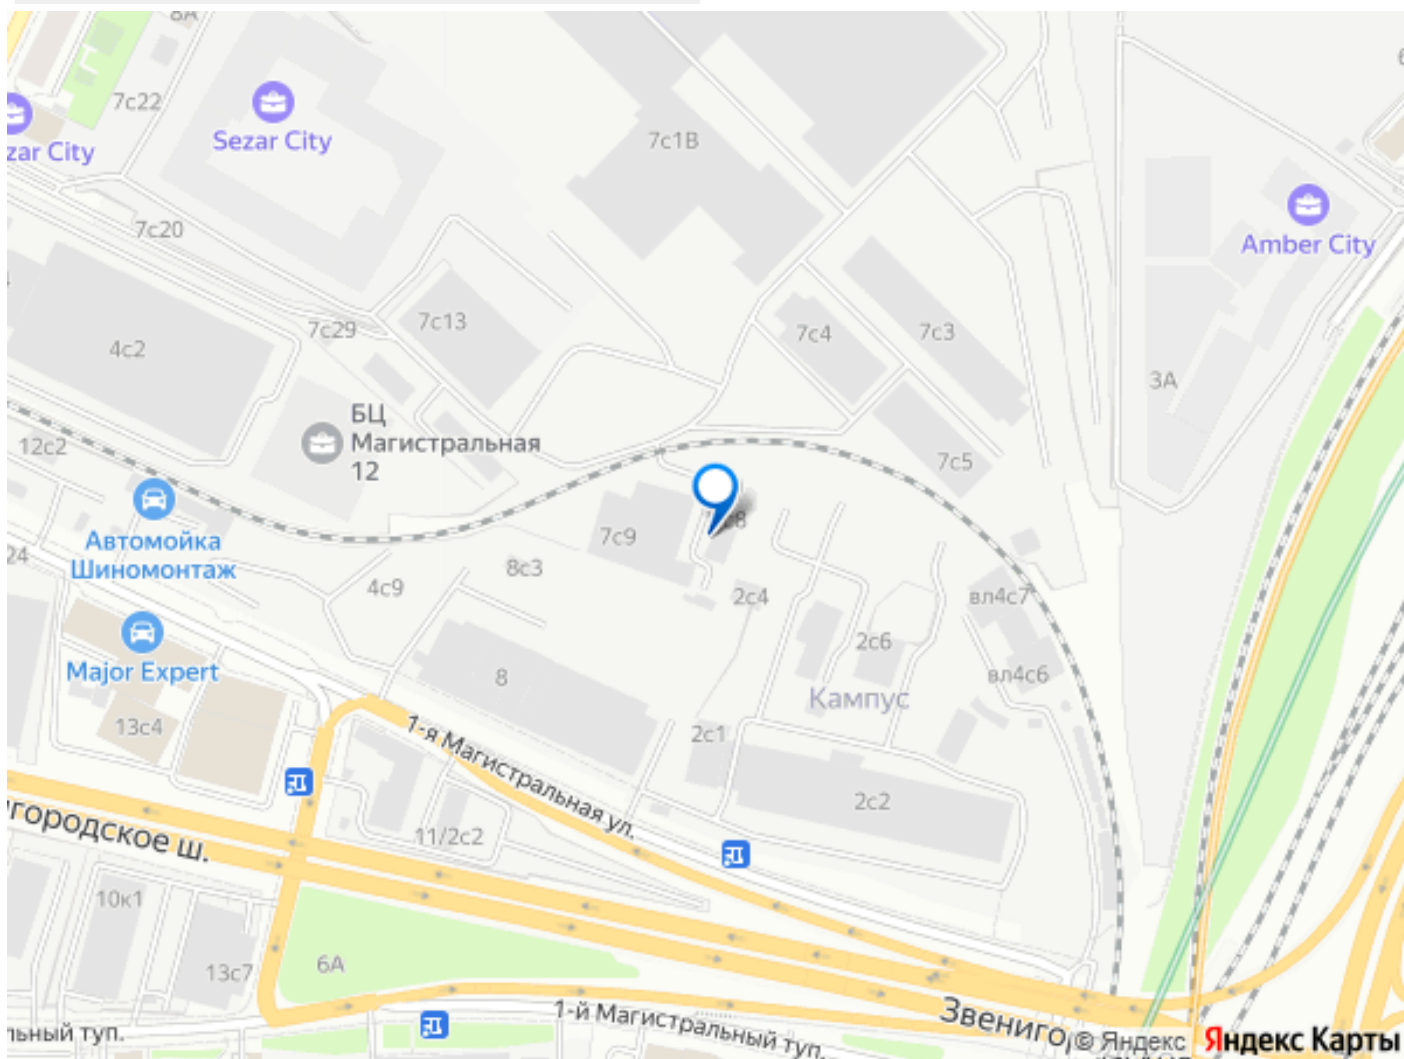 8А
7с22
Sezar City
zar City
7с1В
7с20
Amber City
7с29
7с13
7с4
7с3
4с2
3А
БЦ
Магистральная
12
12с2
7с5
Автомойка
Шиномонтаж
24
7с9
с8
8с3
4с9
2с4
вл4с7
2с6
вл4с6
Major Expert
8
Кампус
13с4
2с1
1-я Магистральная ул.
2с2
11/2с2
городское ш.
10к1
6А
13с7
1-й Магистральный туп.
Звениго
льный туп.
© Яндекс Яндекс Карты